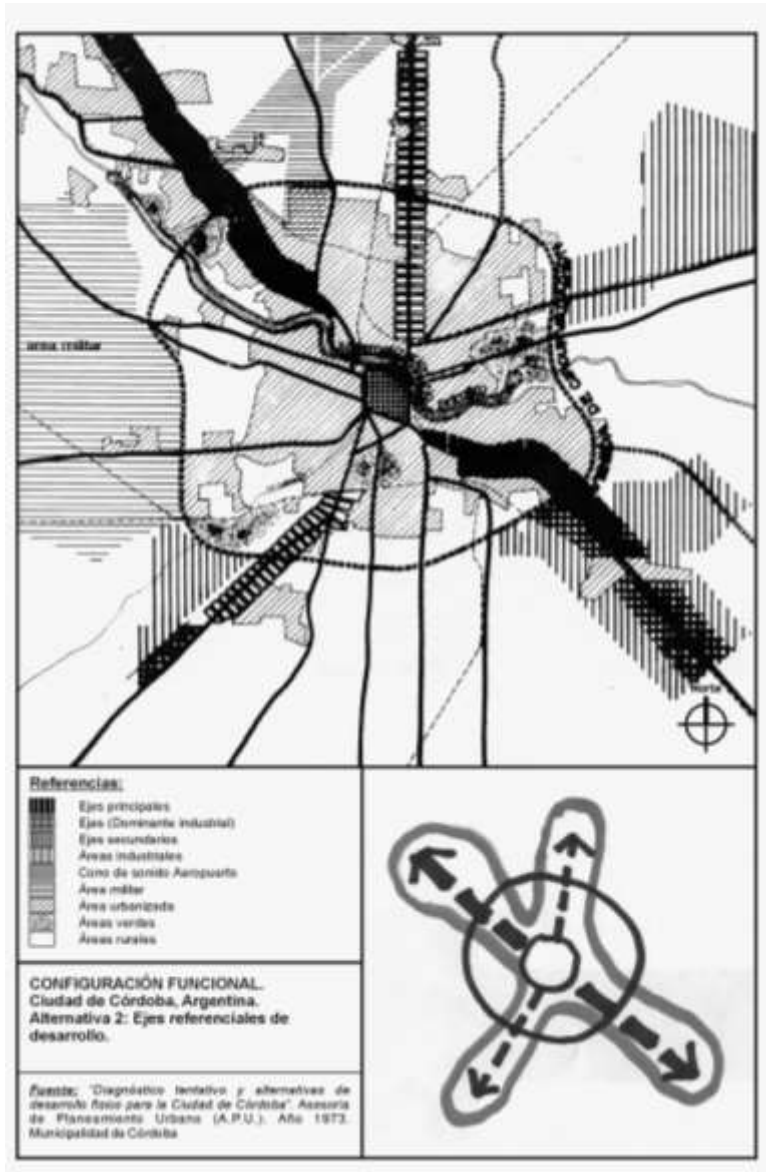 area militar
Norte
Referencias:
Ejes principales
Ejes (Dominante industrial)
Ejes secundarios
Áreas industriales
Cono de sonido Aeropuerto
Área militar
Área urbanizada
Áreas verdes
Áreas rurales
CONFIGURACIÓN FUNCIONAL.
Ciudad de Córdoba, Argentina.
Alternativa 2: Ejes referenciales de
desarrollo.
Fuente: "Diagnóstico tentativo y alternativas de
desarrollo físico para la Ciudad de Córdoba". Asesoría
de Planeamiento Urbano (A.P.U.). Año 1973.
Municipalidad de Córdoba